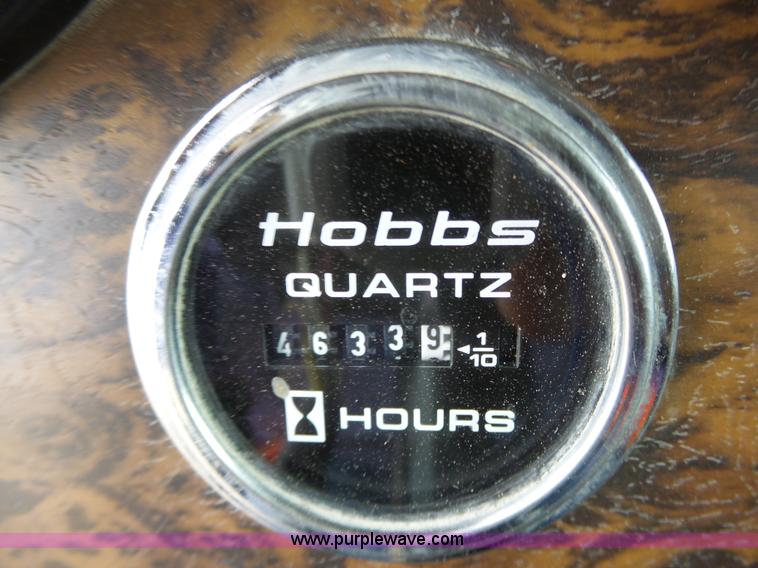 Hobbs
QUARTZ
4 6 3 3 9 ◄ 1/10
HOURS
www.purplewave.com